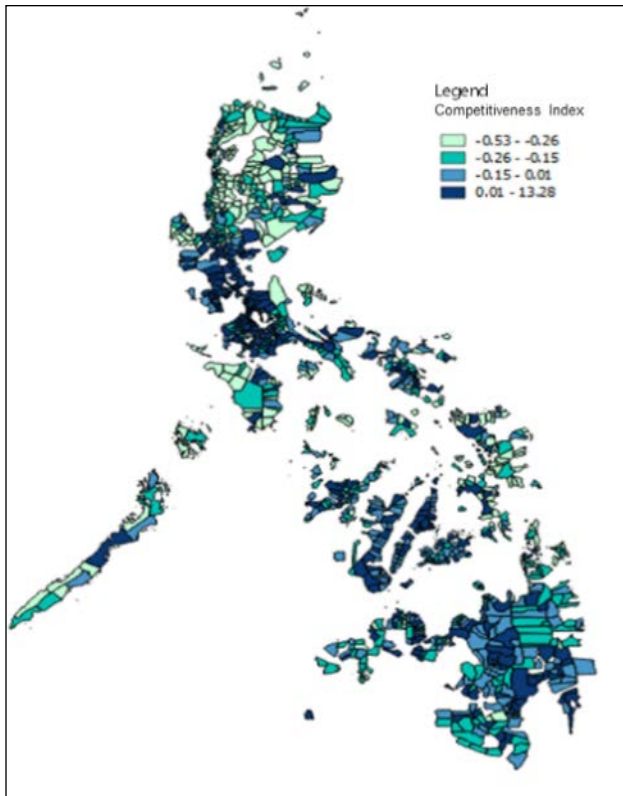 Legend
Competitiveness Index
-0.53 - -0.26
-0.26 - -0.15
-0.15 - 0.01
0.01 - 13.28